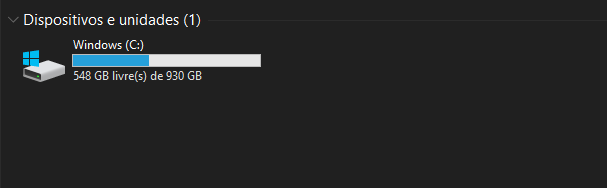 Dispositivos e unidades (1)
Windows (C:)
548 GB livre(s) de 930 GB